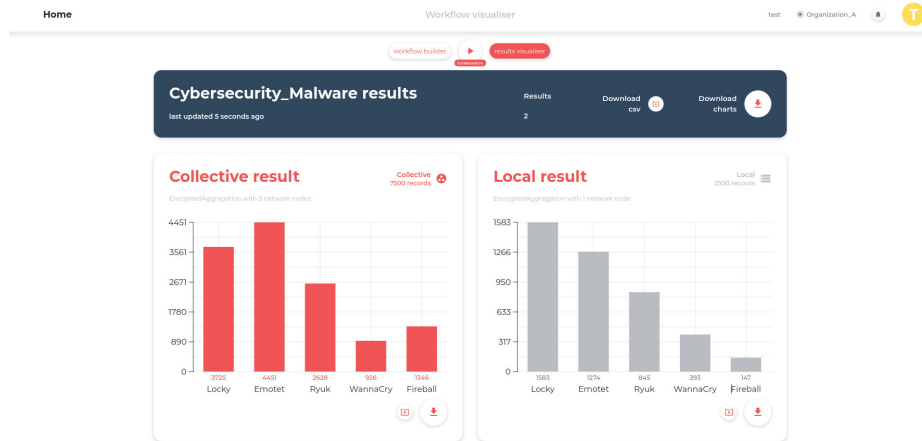 Home
Workflow visualiser
test
Organization_A
T
workflow builder
Collaborative
results visualiser
Cybersecurity_Malware results
last updated 5 seconds ago
Results
2
Download
csv
Download
charts
Collective result
Collective
7500 records
EncryptedAggregation with 3 network nodes
4451
3561
2671
1780
890
0
3725 4451 2628 926 1346
Locky Emotet Ryuk WannaCry Fireball
Local result
Local
2500 records
EncryptedAggregation with 1 network node
1583
1266
950
633
317
0
1583 1274 845 393 147
Locky Emotet Ryuk WannaCry Fireball